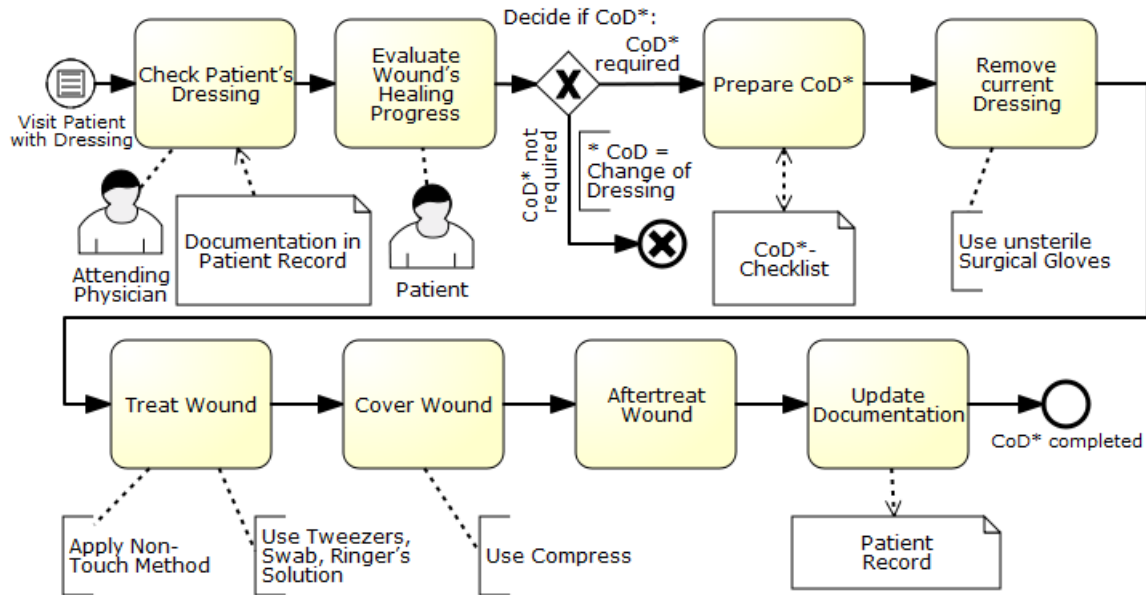 Decide if CoD*:
CoD*
required
Check Patient's
Dressing
Evaluate
Wound's
Healing
Progress
X
Prepare CoD*
Remove
current
Dressing
Visit Patient
with Dressing
CoD* not
required
* CoD =
Change of
Dressing
Documentation in
Patient Record
Attending
Physician
Patient
CoD*-
Checklist
Use unsterile
Surgical Gloves
Treat Wound
Cover Wound
Aftertreat
Wound
Update
Documentation
CoD* completed
Apply Non-
Touch Method
Use Tweezers,
Swab, Ringer's
Solution
Use Compress
Patient
Record